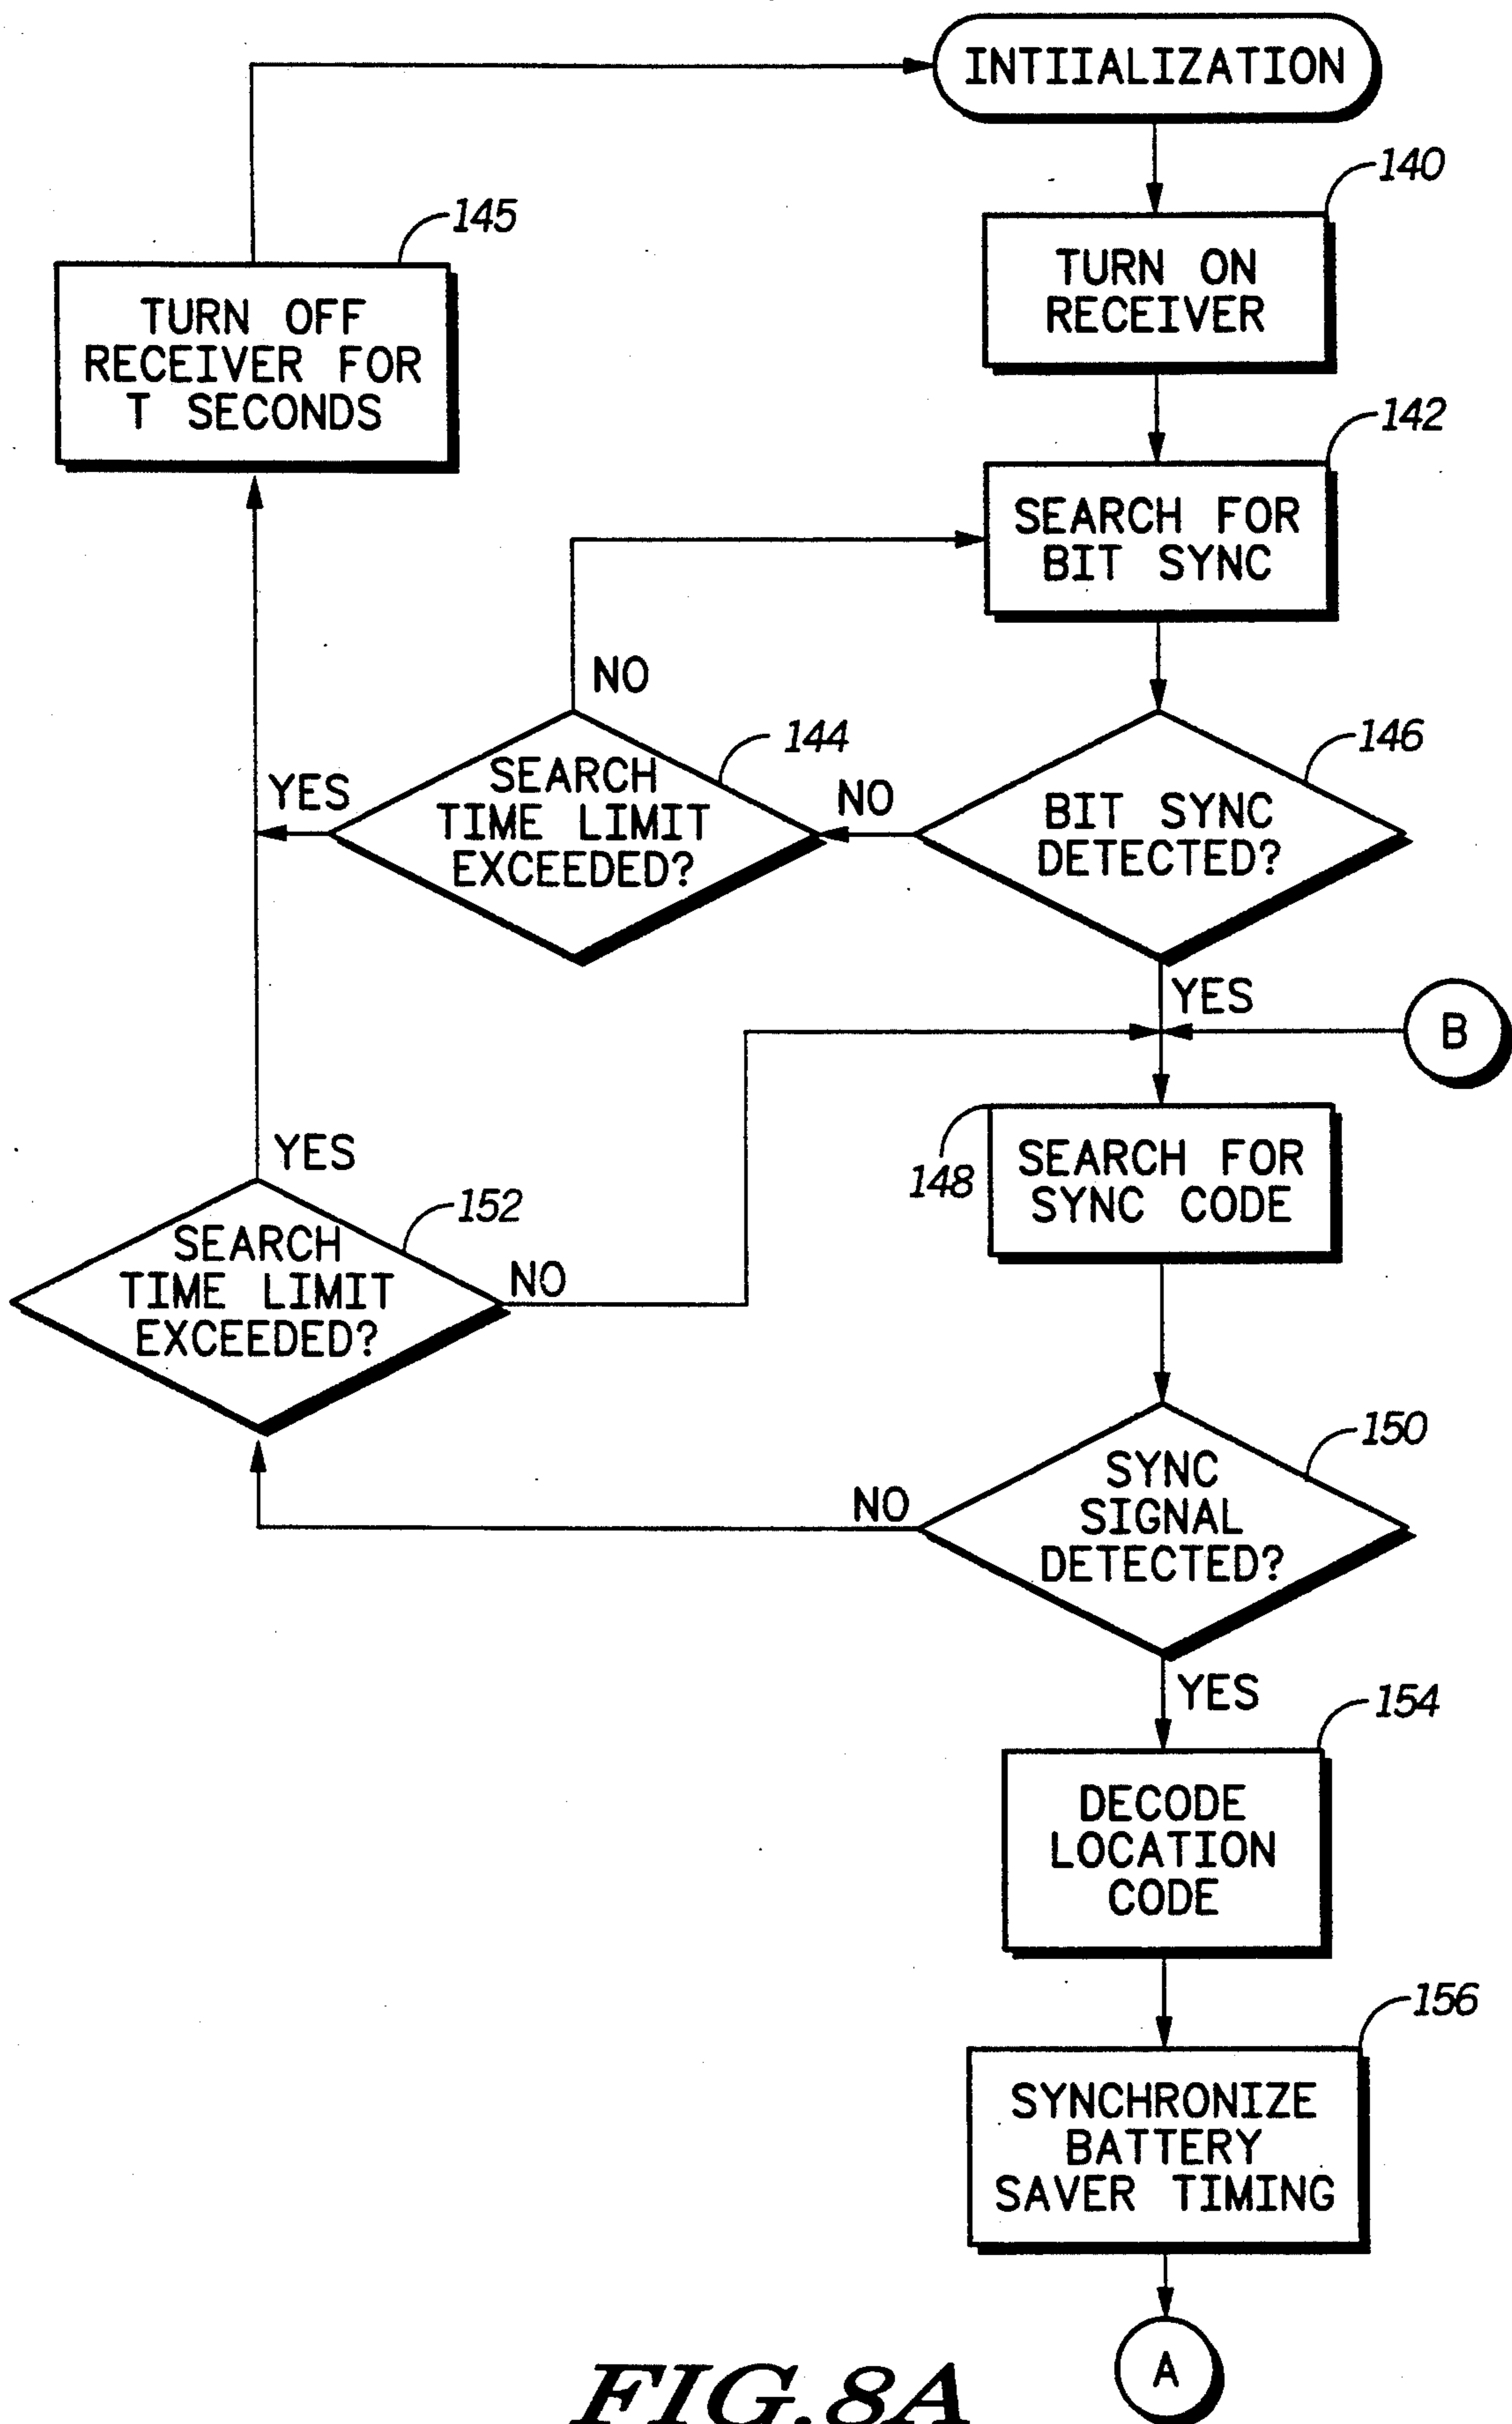 INTIIALIZATION
140
TURN ON
RECEIVER
145
TURN OFF
RECEIVER FOR
T SECONDS
142
SEARCH FOR
BIT SYNC
NO
144
SEARCH
TIME LIMIT
EXCEEDED?
YES
NO
146
BIT SYNC
DETECTED?
YES
B
148
SEARCH FOR
SYNC CODE
YES
152
SEARCH
TIME LIMIT
EXCEEDED?
NO
150
SYNC
SIGNAL
DETECTED?
NO
YES
154
DECODE
LOCATION
CODE
156
SYNCHRONIZE
BATTERY
SAVER TIMING
A
FIG.8A